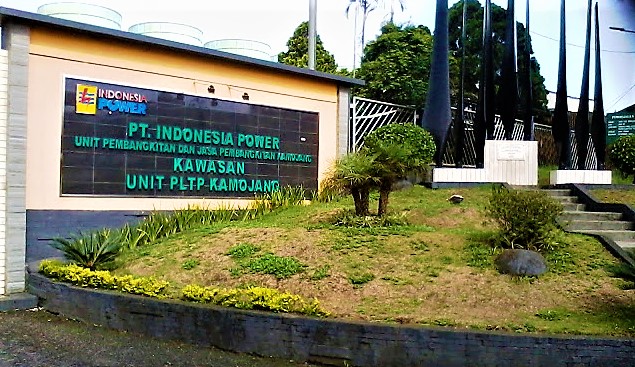 INDONESIA
POWER
PT. INDONESIA POWER
UNIT PEMBANGKITAN DAN JASA PEMBANGKITAN KAMOJANG
KAWASAN
UNIT PLTP-KAMOJANG